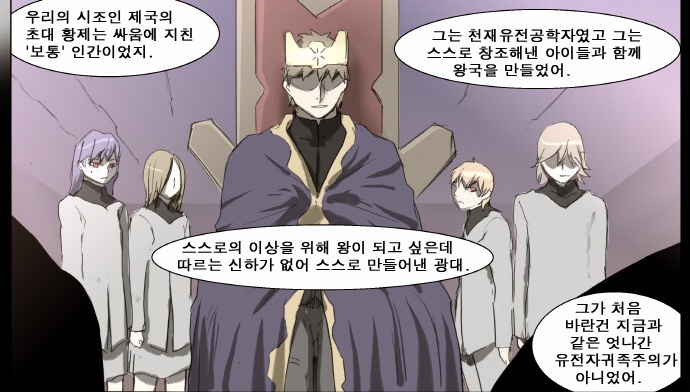 우리의 시조인 제국의
초대 황제는 싸움에 지친
'보통' 인간이었지.
그는 천재유전공학자였고 그는
스스로 창조해낸 아이들과 함께
왕국을 만들었어.
스스로의 이상을 위해 왕이 되고 싶은데
따르는 신하가 없어 스스로 만들어낸 광대.
그가 처음
바란건 지금과
같은 엇나간
유전자귀족주의가
아니었어.